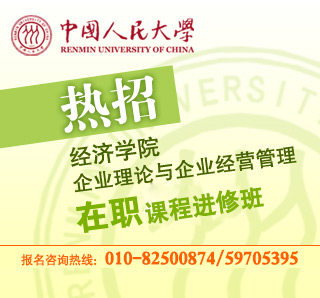 中國人民大學
RENMIN UNIVERSITY OF CHINA
热招
经济学院
企业理论与企业经营管理
在职课程进修班
报名咨询热线: 010-82500874/59705395